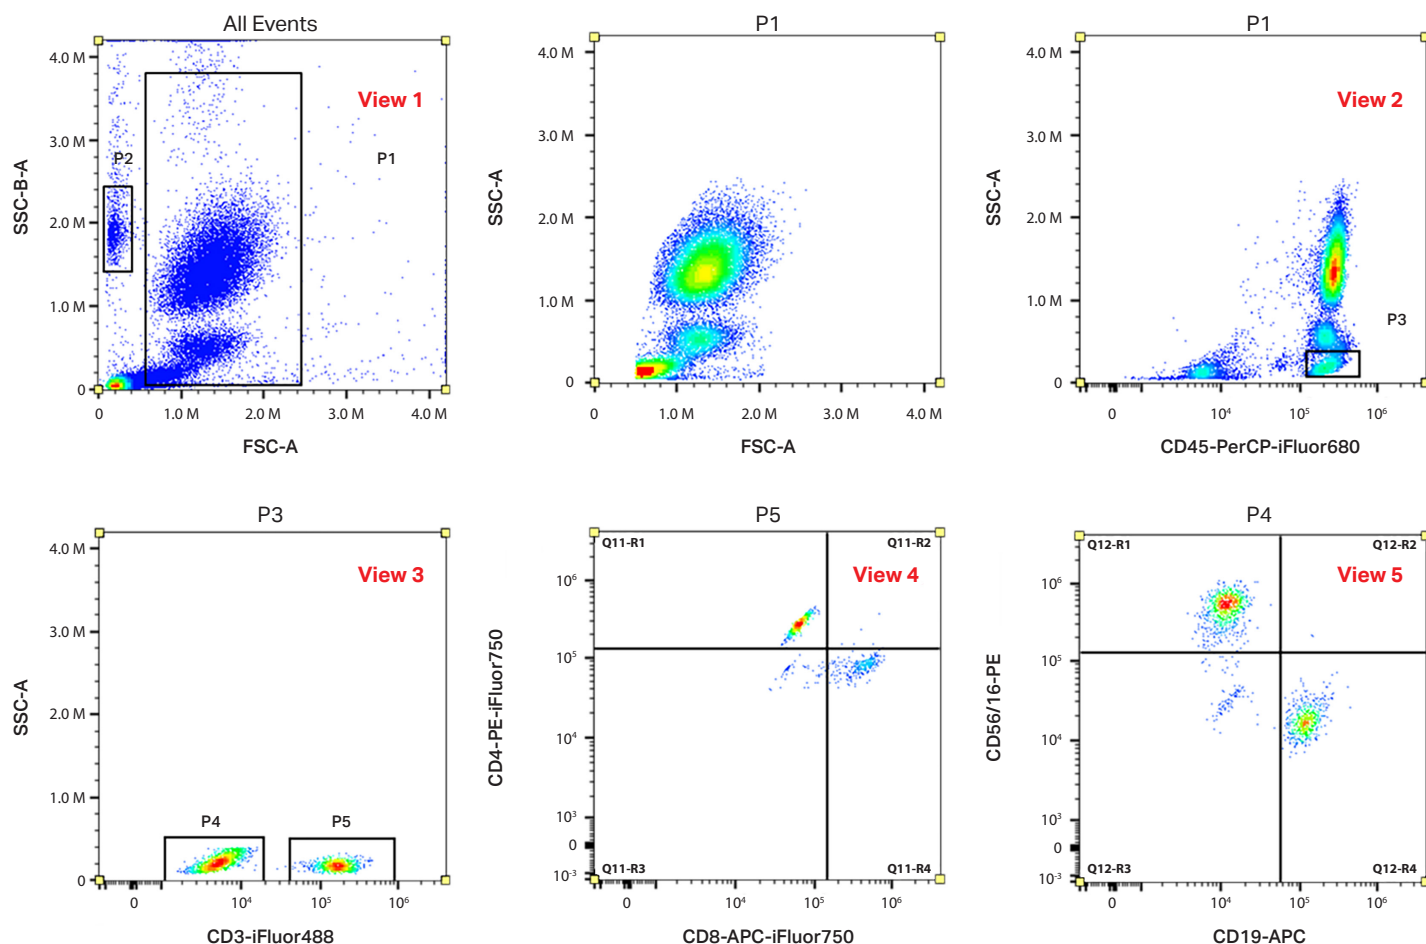 All Events
4.0 M
3.0 M
2.0 M
1.0 M
0
SSC-B-A
View 1
P2
P1
0
1.0 M
2.0 M
3.0 M
4.0 M
FSC-A
P1
4.0 M
3.0 M
2.0 M
1.0 M
0
SSC-A
0
1.0 M
2.0 M
3.0 M
4.0 M
FSC-A
P1
4.0 M
3.0 M
2.0 M
1.0 M
0
SSC-A
View 2
P3
0
10⁴
10⁵
10⁶
CD45-PerCP-iFluor680
P3
4.0 M
3.0 M
2.0 M
1.0 M
0
SSC-A
View 3
P4
P5
0
10⁴
10⁵
10⁶
CD3-iFluor488
P5
Q11-R1
Q11-R2
View 4
10⁶
10⁵
10⁴
10³
0
10⁻³
CD4-PE-iFluor750
Q11-R3
Q11-R4
0
10⁴
10⁵
10⁶
CD8-APC-iFluor750
P4
Q12-R1
Q12-R2
View 5
10⁶
10⁵
10⁴
10³
0
10⁻³
CD56/16-PE
Q12-R3
Q12-R4
0
10⁴
10⁵
10⁶
CD19-APC